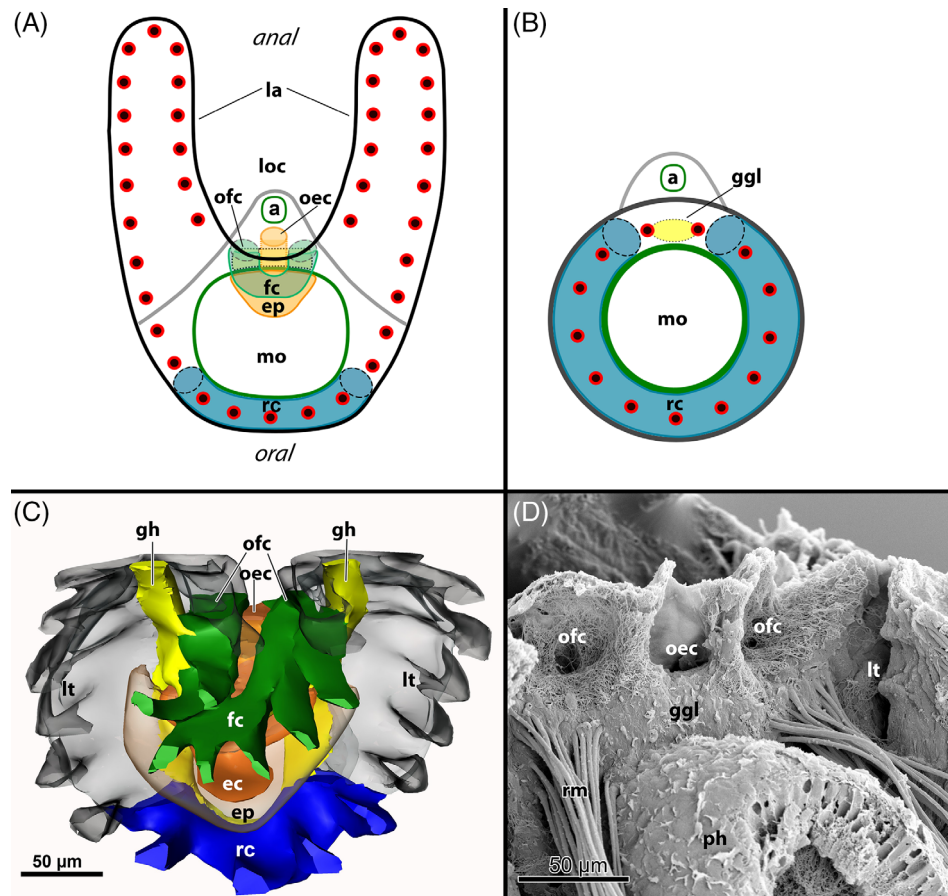 (A)
anal
la
loc
ofc
a
oec
fc
ep
mo
rc
oral
(B)
a
ggl
mo
rc
(C)
gh
ofc
oec
gh
lt
lt
fc
ec
ep
rc
50 µm
(D)
ofc
oec
ofc
lt
ggl
rm
ph
50 µm